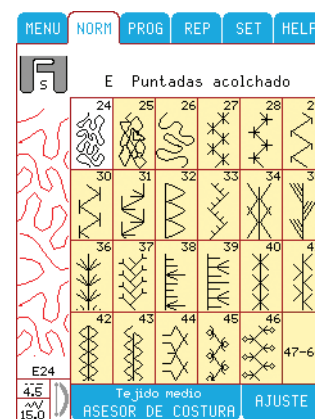 MENU NORM PROG REP SET HELP
S
E Puntadas acolchado
24 25 26 27 28
30 31 32 33 34
36 37 38 39 40
42 43 44 45 46
47-6
E24
4.5
15.0
Tejido medio
ASESOR DE COSTURA
AJUSTE